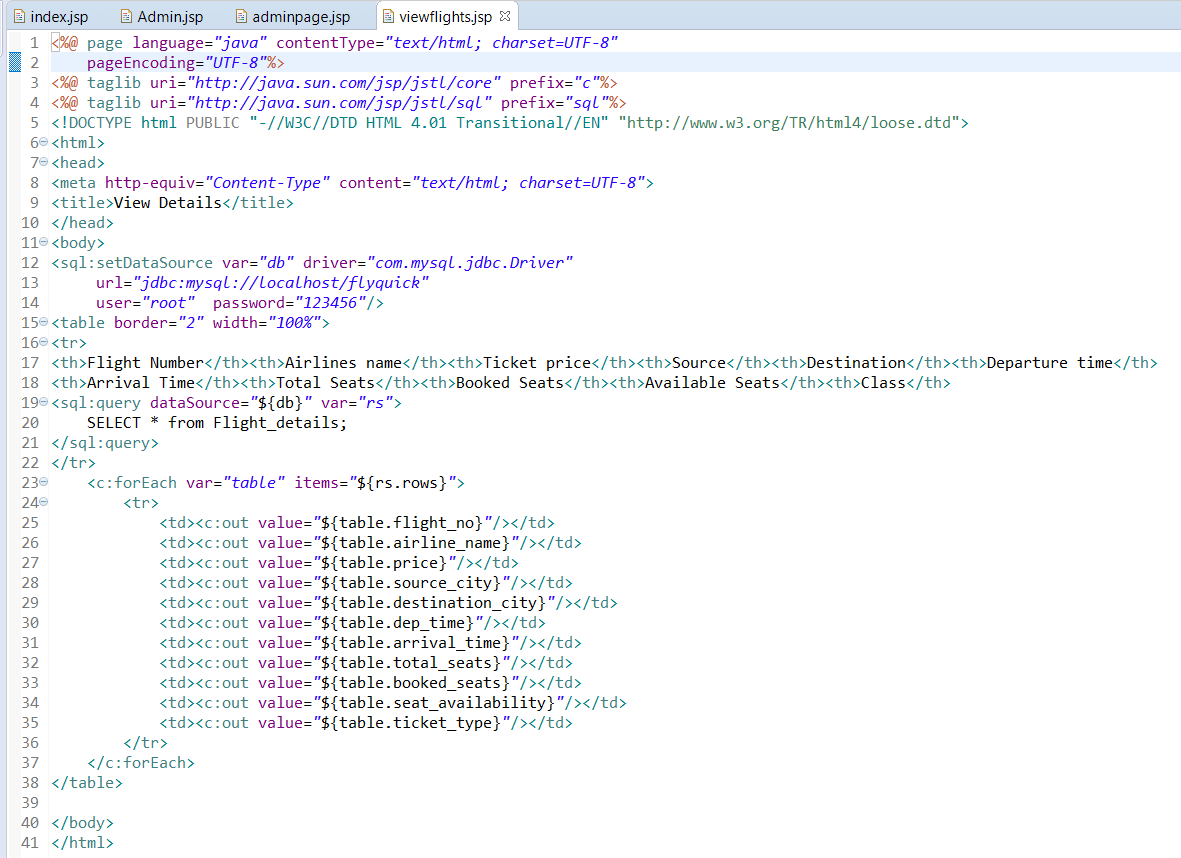 index.jsp Admin.jsp adminpage.jsp viewflights.jsp
1 <%@ page language="java" contentType="text/html; charset=UTF-8"
2     pageEncoding="UTF-8"%>
3 <%@ taglib uri="http://java.sun.com/jsp/jstl/core" prefix="c"%>
4 <%@ taglib uri="http://java.sun.com/jsp/jstl/sql" prefix="sql"%>
5 <!DOCTYPE html PUBLIC "-//W3C//DTD HTML 4.01 Transitional//EN" "http://www.w3.org/TR/html4/loose.dtd">
6 <html>
7 <head>
8 <meta http-equiv="Content-Type" content="text/html; charset=UTF-8">
9 <title>View Details</title>
10 </head>
11 <body>
12 <sql:setDataSource var="db" driver="com.mysql.jdbc.Driver"
13      url="jdbc:mysql://localhost/flyquick"
14      user="root"  password="123456"/>
15 <table border="2" width="100%">
16 <tr>
17 <th>Flight Number</th><th>Airlines name</th><th>Ticket price</th><th>Source</th><th>Destination</th><th>Departure time</th>
18 <th>Arrival Time</th><th>Total Seats</th><th>Booked Seats</th><th>Available Seats</th><th>Class</th>
19 <sql:query dataSource="${db}" var="rs">
20     SELECT * from Flight_details;
21 </sql:query>
22 </tr>
23     <c:forEach var="table" items="${rs.rows}">
24         <tr>
25             <td><c:out value="${table.flight_no}"/></td>
26             <td><c:out value="${table.airline_name}"/></td>
27             <td><c:out value="${table.price}"/></td>
28             <td><c:out value="${table.source_city}"/></td>
29             <td><c:out value="${table.destination_city}"/></td>
30             <td><c:out value="${table.dep_time}"/></td>
31             <td><c:out value="${table.arrival_time}"/></td>
32             <td><c:out value="${table.total_seats}"/></td>
33             <td><c:out value="${table.booked_seats}"/></td>
34             <td><c:out value="${table.seat_availability}"/></td>
35             <td><c:out value="${table.ticket_type}"/></td>
36         </tr>
37     </c:forEach>
38 </table>
39
40 </body>
41 </html>